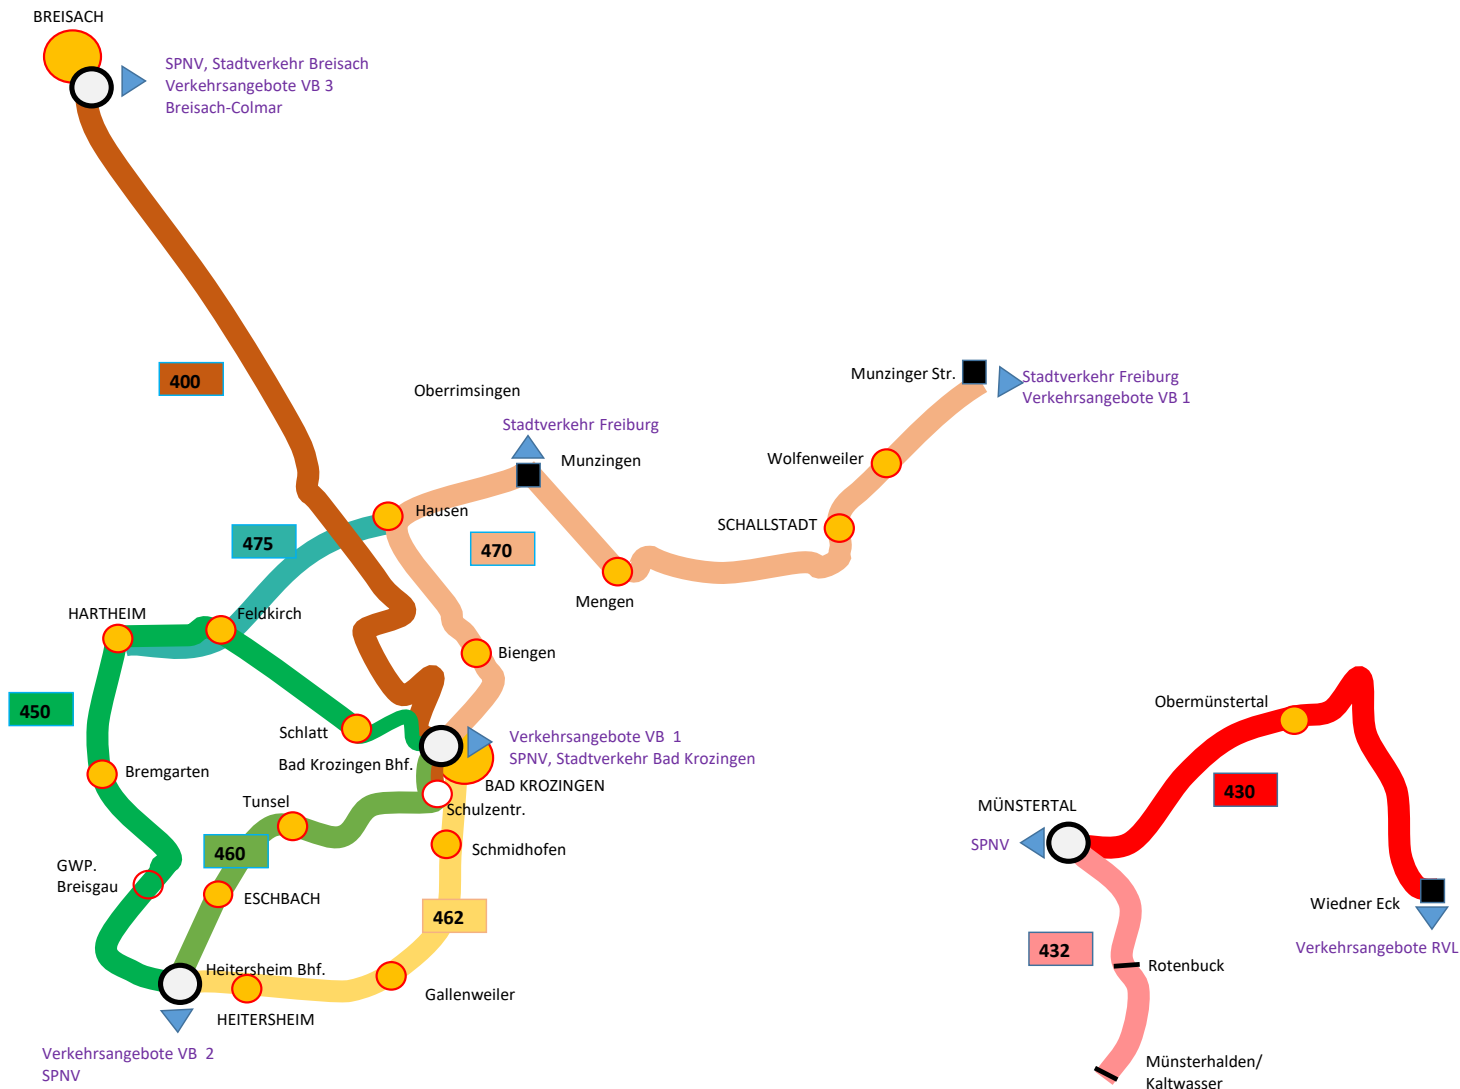 BREISACH
SPNV, Stadtverkehr Breisach
Verkehrsangebote VB 3
Breisach-Colmar
400
Oberrimsingen
Munzinger Str.
Stadtverkehr Freiburg
Verkehrsangebote VB 1
Stadtverkehr Freiburg
Munzingen
Wolfenweiler
Hausen
SCHALLSTADT
475
470
Mengen
HARTHEIM
Feldkirch
Biengen
450
Obermünstertal
Schlatt
Verkehrsangebote VB 1
SPNV, Stadtverkehr Bad Krozingen
Bad Krozingen Bhf.
Bremgarten
BAD KROZINGEN
430
Tunsel
Schulzentr.
MÜNSTERTAL
SPNV
460
Schmidhofen
GWP.
Breisgau
ESCHBACH
Wiedner Eck
462
432
Verkehrsangebote RVL
Heitersheim Bhf.
Rotenbuck
Gallenweiler
HEITERSHEIM
Verkehrsangebote VB 2
SPNV
Münsterhalden/
Kaltwasser